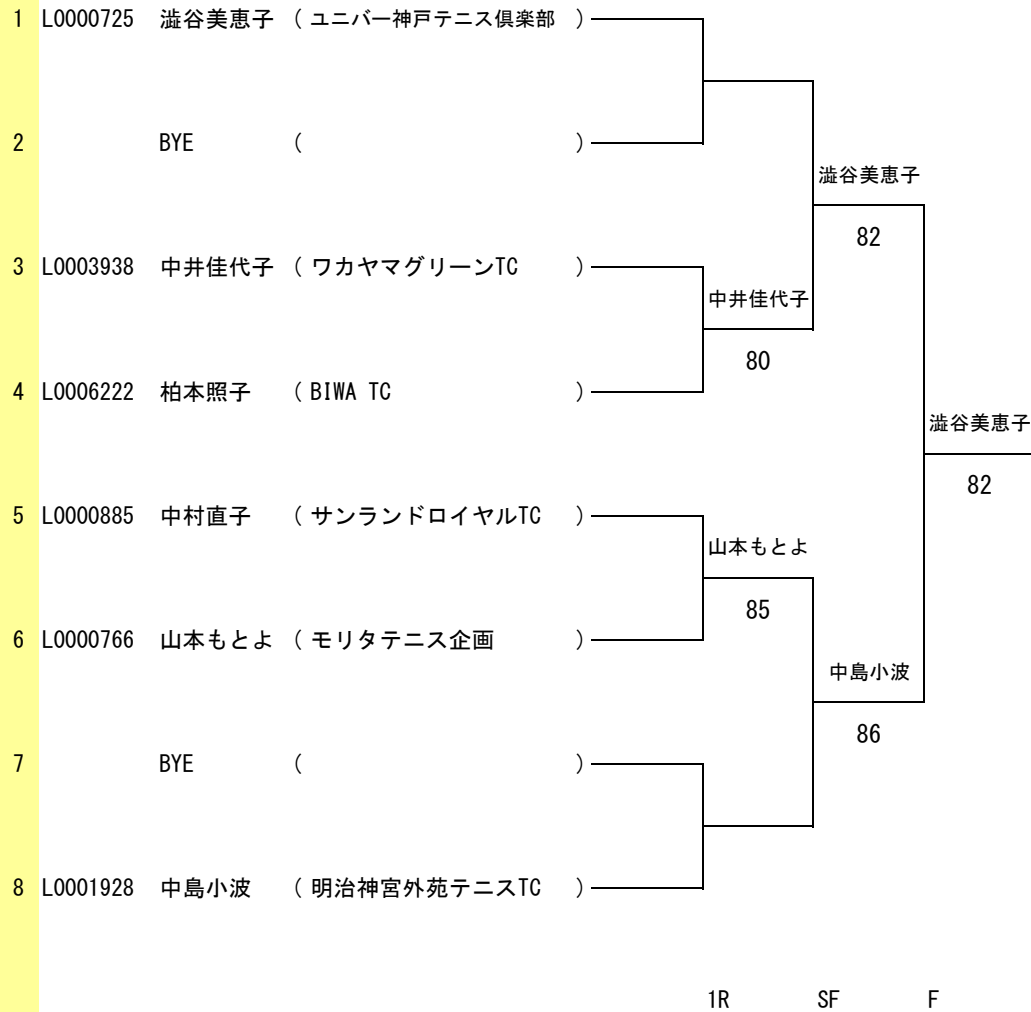 1 L0000725 澁谷美恵子 ( ユニバー神戸テニス倶楽部 )
2 BYE ( )
澁谷美恵子
82
3 L0003938 中井佳代子 ( ワカヤマグリーンTC )
中井佳代子
80
4 L0006222 柏本照子 ( BIWA TC )
澁谷美恵子
82
5 L0000885 中村直子 ( サンランドロイヤルTC )
山本もとよ
85
6 L0000766 山本もとよ ( モリタテニス企画 )
中島小波
86
7 BYE ( )
8 L0001928 中島小波 ( 明治神宮外苑テニスTC )
1R SF F